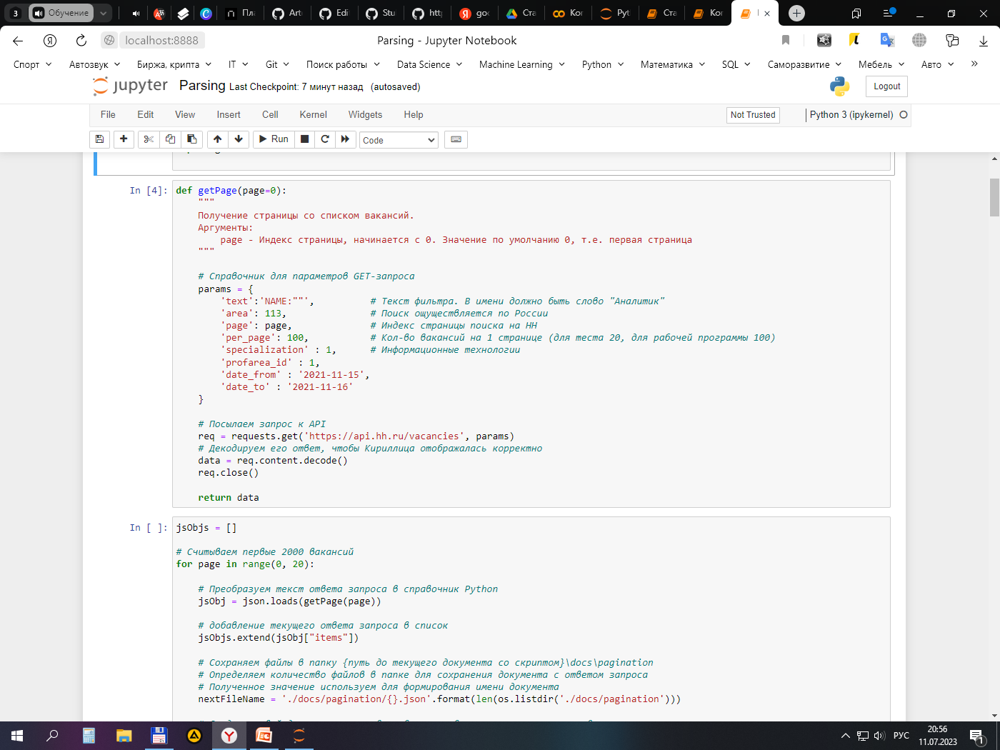 3 Обучение Пла Art Edi Stu htt goc Ста Кол Pyt Ста Кол
localhost:8888 Parsing - Jupyter Notebook
Спорт Автозвук Биржа, крипта IT Git Поиск работы Data Science Machine Learning Python Математика SQL Саморазвитие Мебель Авто »
jupyter Parsing Last Checkpoint: 7 минут назад (autosaved) Logout
File Edit View Insert Cell Kernel Widgets Help Not Trusted Python 3 (ipykernel)
Run Code
In [4]: def getPage(page=0):
"""
Получение страницы со списком вакансий.
Аргументы:
page - Индекс страницы, начинается с 0. Значение по умолчанию 0, т.е. первая страница
"""
# Справочник для параметров GET-запроса
params = {
'text':'NAME:""', # Текст фильтра. В имени должно быть слово "Аналитик"
'area': 113, # Поиск ощуществляется по России
'page': page, # Индекс страницы поиска на HH
'per_page': 100, # Кол-во вакансий на 1 странице (для теста 20, для рабочей программы 100)
'specialization' : 1, # Информационные технологии
'profarea_id' : 1,
'date_from' : '2021-11-15',
'date_to' : '2021-11-16'
}
# Посылаем запрос к API
req = requests.get('https://api.hh.ru/vacancies', params)
# Декодируем его ответ, чтобы Кириллица отображалась корректно
data = req.content.decode()
req.close()
return data
In [ ]: jsObjs = []
# Считываем первые 2000 вакансий
for page in range(0, 20):
# Преобразуем текст ответа запроса в справочник Python
jsObj = json.loads(getPage(page))
# добавление текущего ответа запроса в список
jsObjs.extend(jsObj["items"])
# Сохраняем файлы в папку {путь до текущего документа со скриптом}\docs\pagination
# Определяем количество файлов в папке для сохранения документа с ответом запроса
# Полученное значение используем для формирования имени документа
nextFileName = './docs/pagination/{}.json'.format(len(os.listdir('./docs/pagination')))
РУС 20:56
11.07.2023 1